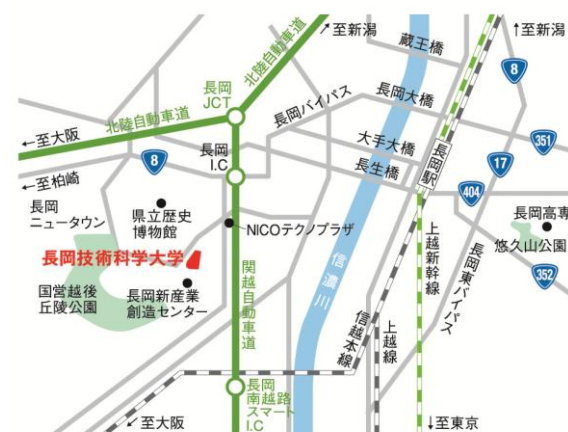 ↗至新潟
↑至新潟
蔵王橋
北陸自動車道
8
長岡
JCT
長岡バイパス
長岡大橋
←至大阪
北陸自動車道
大手大橋
351
8
長岡
I.C
長生橋
長岡駅
17
←至柏崎
404
長岡
ニュータウン
県立歴史
博物館
NICOテクノプラザ
長岡高専
悠久山公園
長岡技術科学大学
信濃川
上越新幹線
長岡東バイパス
352
国営越後
丘陵公園
長岡新産業
創造センター
関越自動車道
信越本線
上越線
長岡
南越路
スマート
I.C
←至大阪
↓至東京